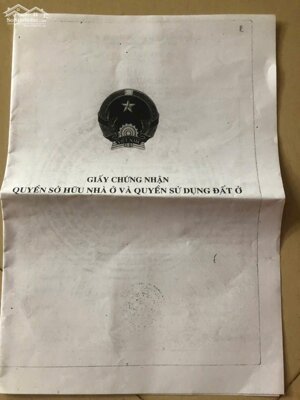 GIẤY CHỨNG NHẬN
QUYỀN SỞ HỮU NHÀ Ở VÀ QUYỀN SỬ DỤNG ĐẤT Ở